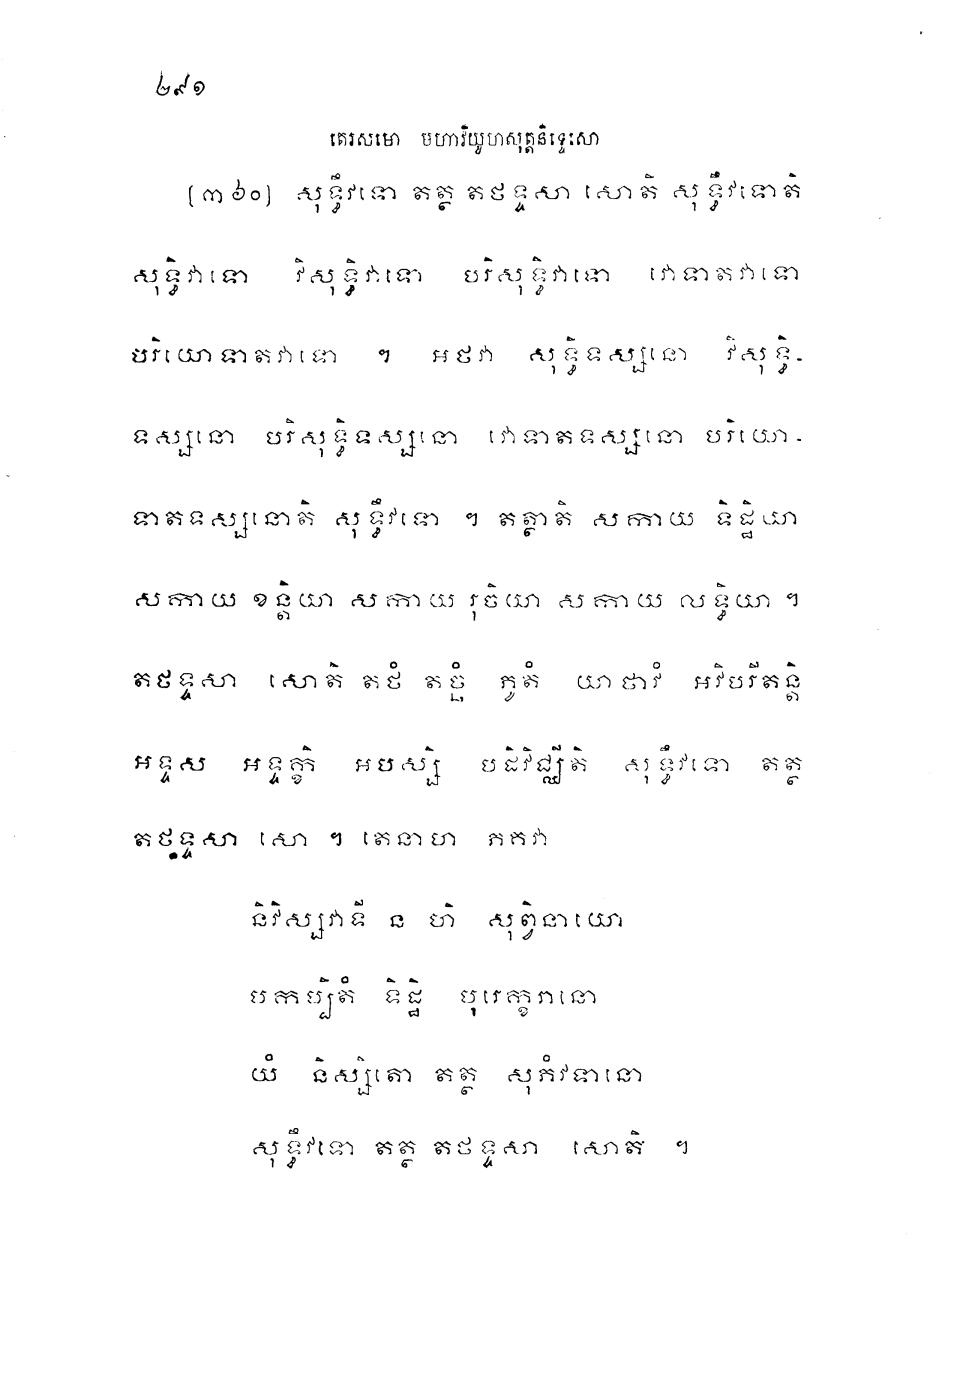 ២៩១
តេរសមោ មហាវិយូហសុត្តនិទ្ទេសោ
[៣៦០] សុទ្ធឹវទោ តត្ថ តថទ្ទសា សោតិ សុទ្ធឹវទោតិ
សុទ្ធិវាទោ វិសុទ្ធិវាទោ បរិសុទ្ធិវាទោ វោទាតវាទោ
បរិយោទាតវាទោ ។ អថវា សុទ្ធិទស្សនោ វិសុទ្ធិ-
ទស្សនោ បរិសុទ្ធិទស្សនោ វោទាតទស្សនោ បរិយោ-
ទាតទស្សនោតិ សុទ្ធឹវទោ ។ តត្ថាតិ សកាយ ទិដ្ឋិយា
សកាយ ខន្តិយា សកាយ រុចិយា សកាយ លទ្ធិយា ។
តថទ្ទសា សោតិ តថំ តច្ឆំ ភូតំ យាថាវំ អវិបរីតន្តិ
អទ្ទស អទ្ទក្ខិ អបស្សិ បដិវិជ្ឈីតិ សុទ្ធឹវទោ តត្ថ
តថទ្ទសា សោ ។ តេនាហ ភគវា
និវិស្សវាទី ន ហិ សុព្វិនាយោ
បកប្បិតំ ទិដ្ឋិ បុរេក្ខរានោ
យំ និស្សិតោ តត្ថ សុភំវទានោ
សុទ្ធឹវទោ តត្ថ តថទ្ទសា សោតិ ។